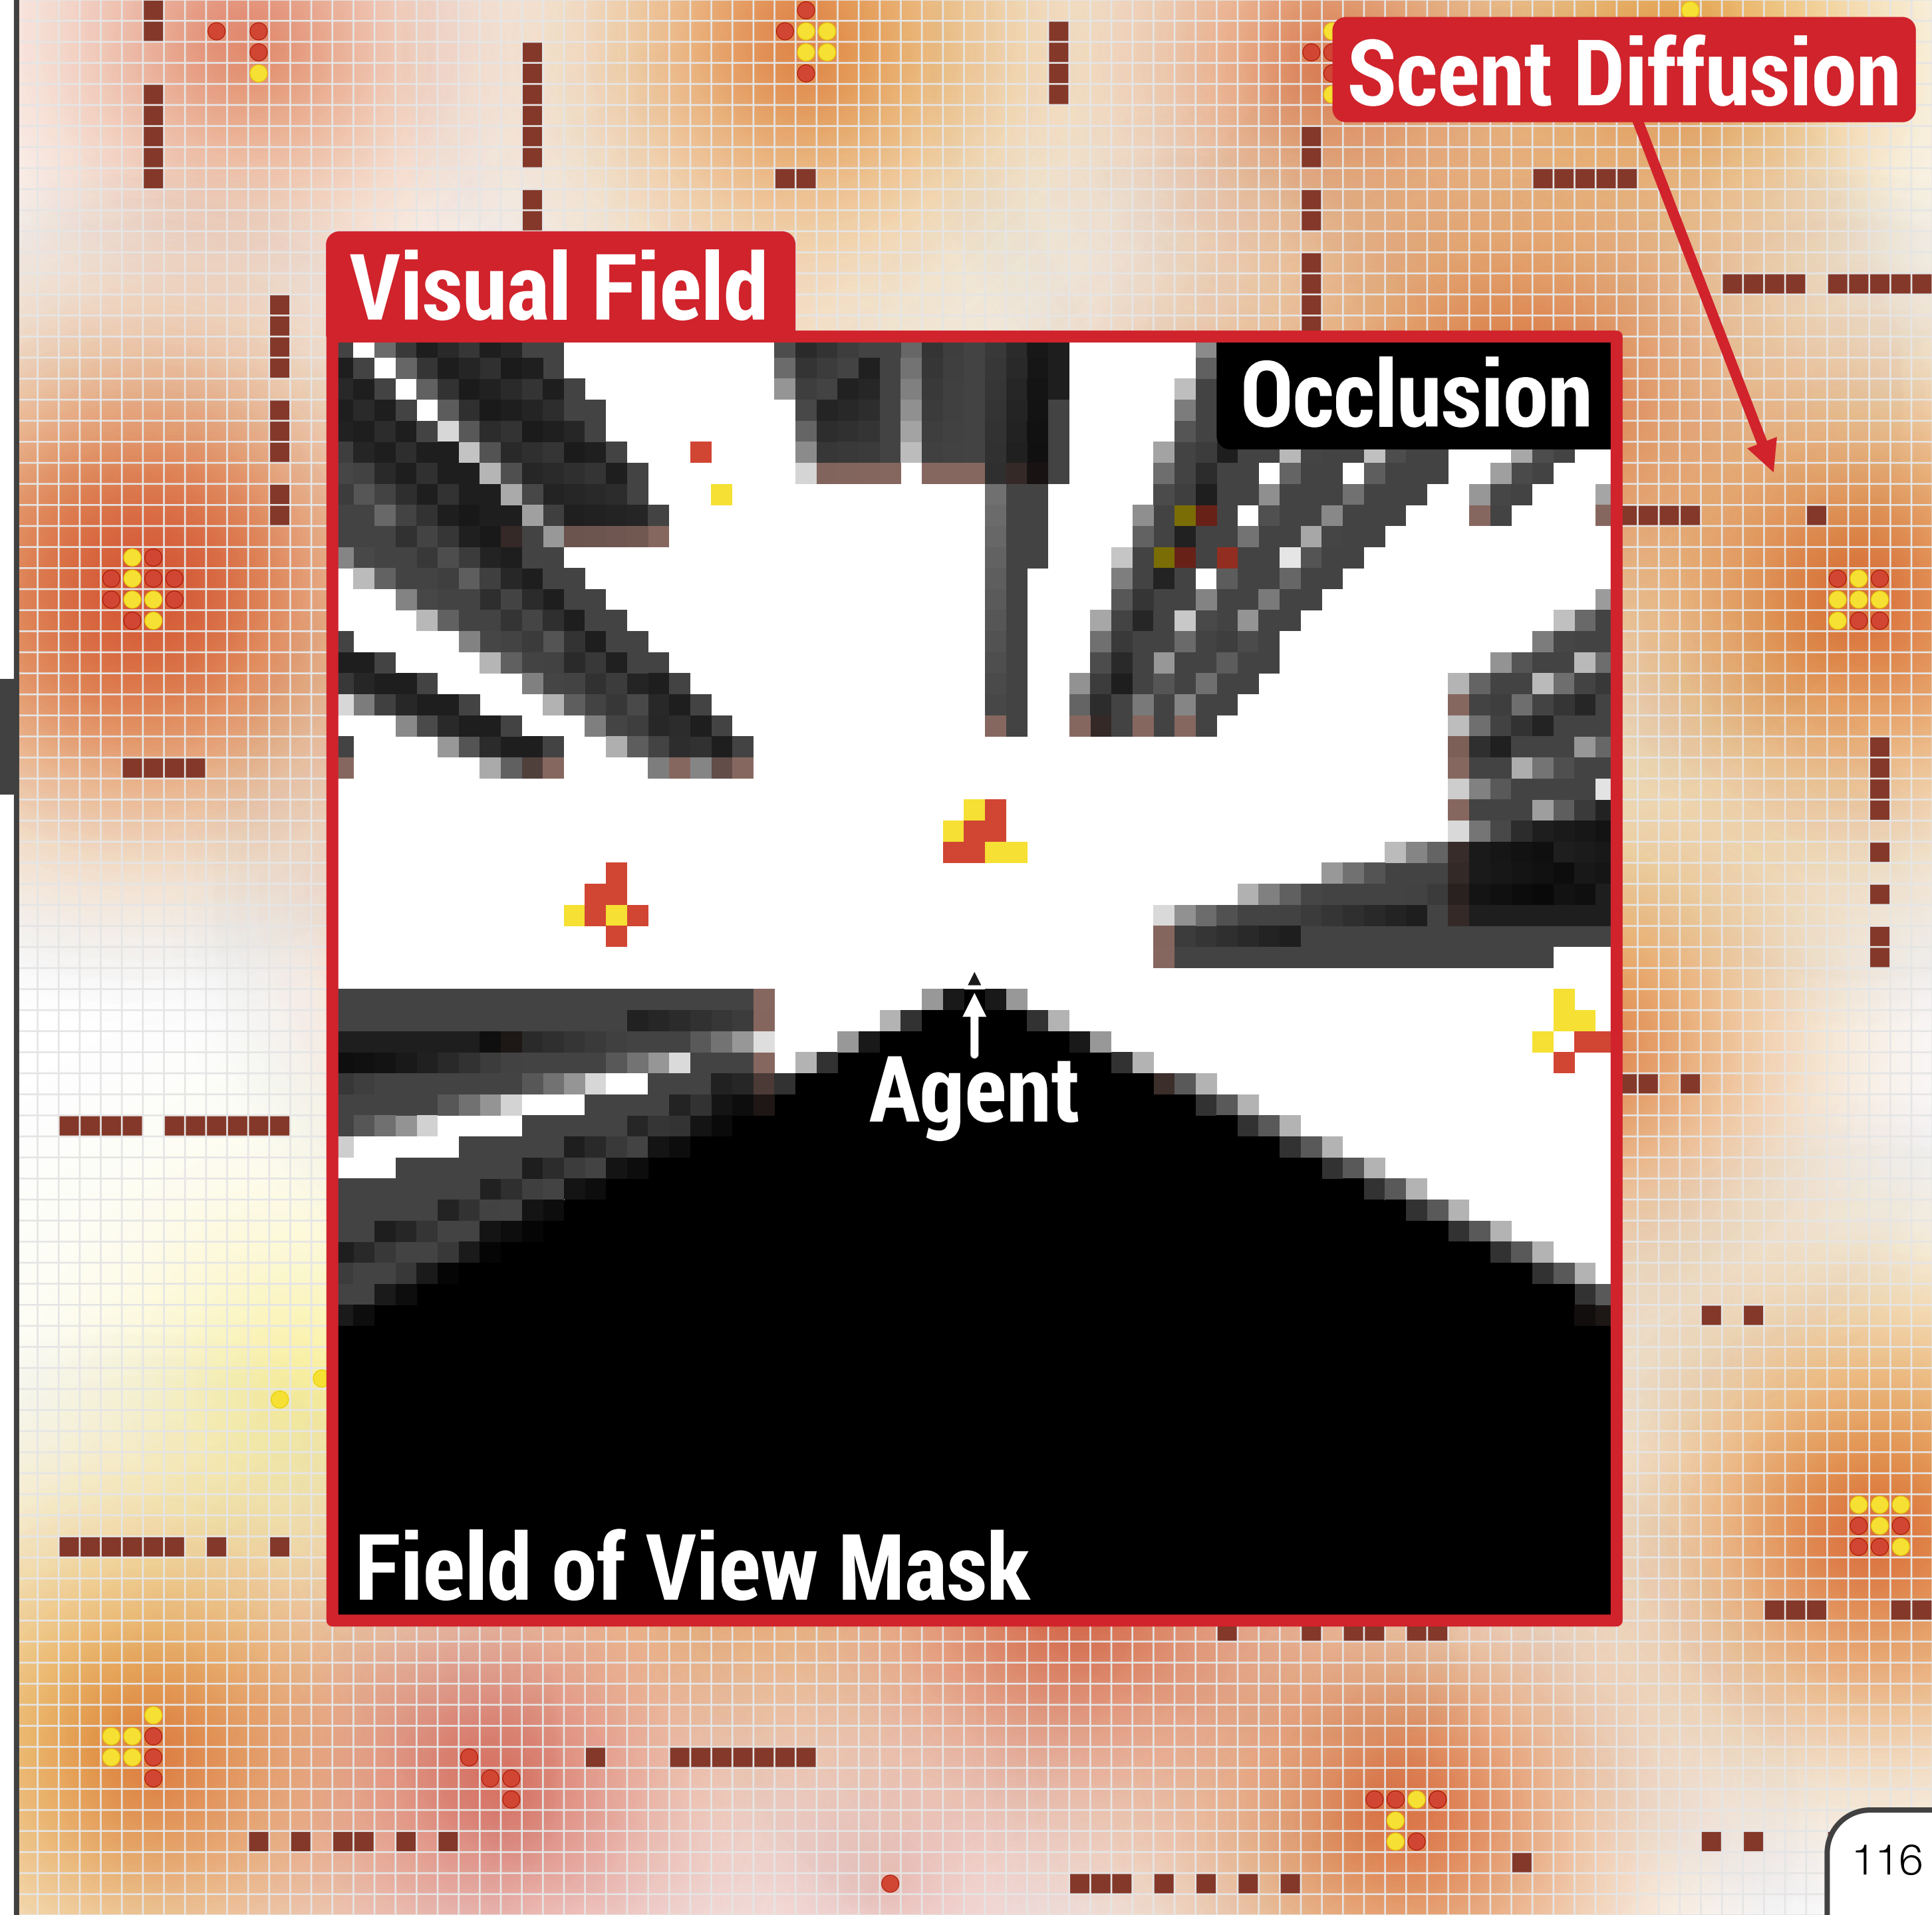 Scent Diffusion
Visual Field
Occlusion
Agent
Field of View Mask
116